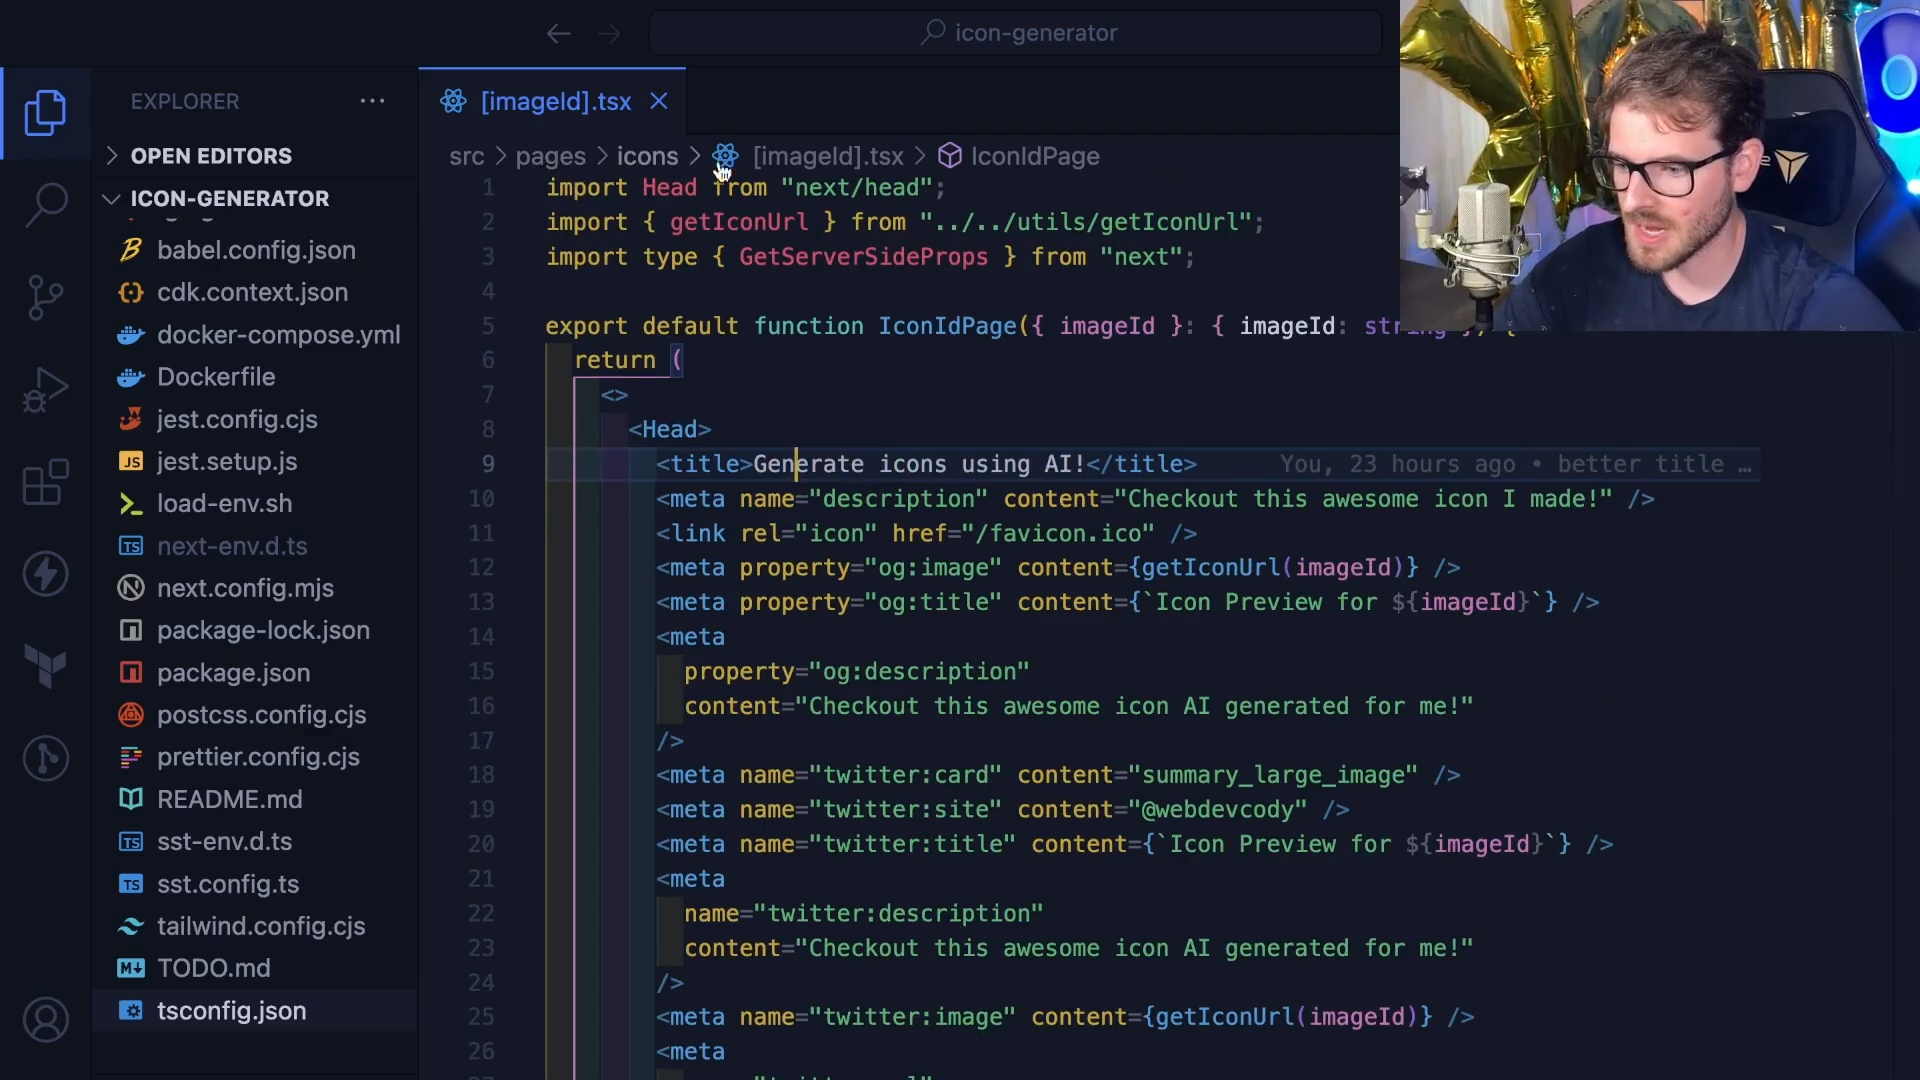 icon-generator
EXPLORER
[imageId].tsx
OPEN EDITORS
ICON-GENERATOR
babel.config.json
cdk.context.json
docker-compose.yml
Dockerfile
jest.config.cjs
JS jest.setup.js
load-env.sh
TS next-env.d.ts
next.config.mjs
package-lock.json
package.json
postcss.config.cjs
prettier.config.cjs
README.md
TS sst-env.d.ts
TS sst.config.ts
tailwind.config.cjs
TODO.md
tsconfig.json
src > pages > icons > [imageId].tsx > IconIdPage
1 import Head from "next/head";
2 import { getIconUrl } from "../../utils/getIconUrl";
3 import type { GetServerSideProps } from "next";
4
5 export default function IconIdPage({ imageId }: { imageId: string }) {
6 return (
7 <>
8 <Head>
9 <title>Generate icons using AI!</title> You, 23 hours ago • better title …
10 <meta name="description" content="Checkout this awesome icon I made!" />
11 <link rel="icon" href="/favicon.ico" />
12 <meta property="og:image" content={getIconUrl(imageId)} />
13 <meta property="og:title" content={`Icon Preview for ${imageId}`} />
14 <meta
15 property="og:description"
16 content="Checkout this awesome icon AI generated for me!"
17 />
18 <meta name="twitter:card" content="summary_large_image" />
19 <meta name="twitter:site" content="@webdevcody" />
20 <meta name="twitter:title" content={`Icon Preview for ${imageId}`} />
21 <meta
22 name="twitter:description"
23 content="Checkout this awesome icon AI generated for me!"
24 />
25 <meta name="twitter:image" content={getIconUrl(imageId)} />
26 <meta